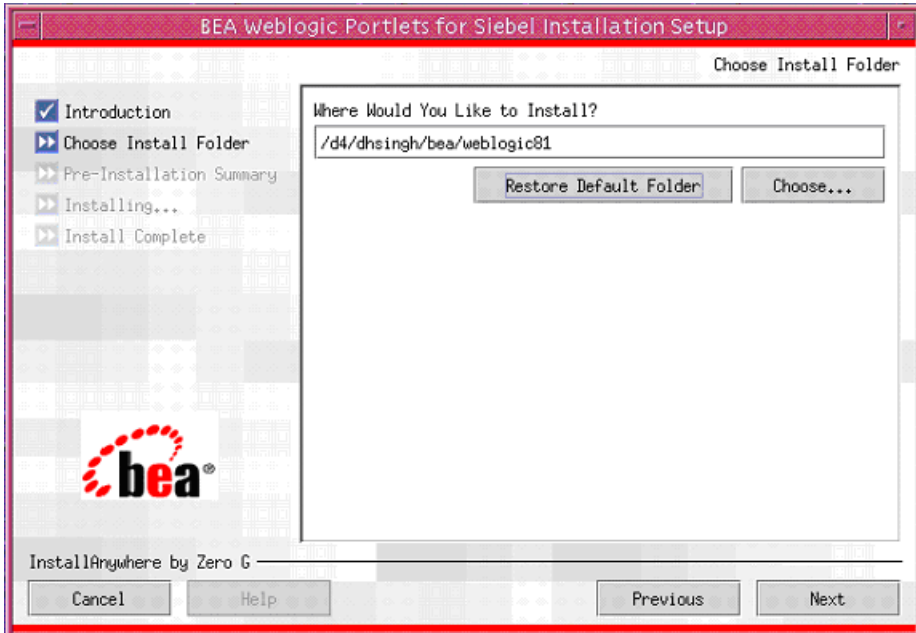 BEA Weblogic Portlets for Siebel Installation Setup
Choose Install Folder
Introduction
Choose Install Folder
Pre-Installation Summary
Installing...
Install Complete
Where Would You Like to Install?
/d4/dhsingh/bea/weblogic81
Restore Default Folder
Choose...
bea®
InstallAnywhere by Zero G
Cancel
Help
Previous
Next